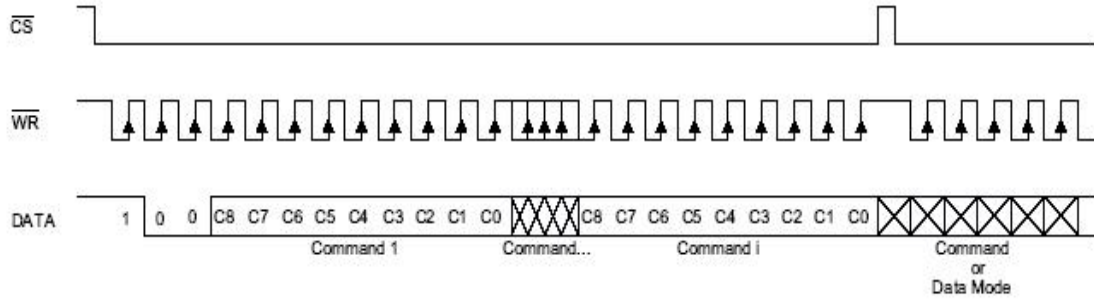 CS
WR
DATA 1 0 0 C8 C7 C6 C5 C4 C3 C2 C1 C0 C8 C7 C6 C5 C4 C3 C2 C1 C0
Command 1 Command... Command i Command
or
Data Mode